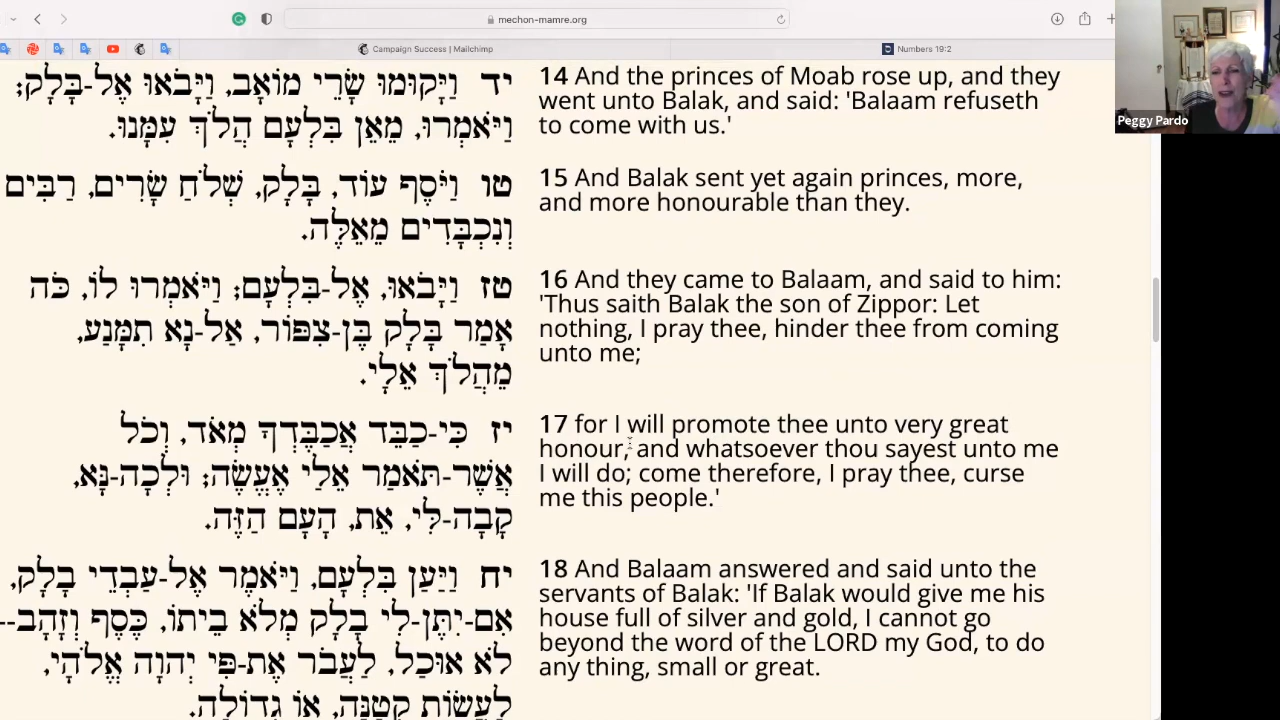 mechon-mamre.org
Campaign Success | Mailchimp
Numbers 19:2
Peggy Pardo
יד וַיָּקוּמוּ שָׂרֵי מוֹאָב, וַיָּבֹאוּ אֶל-בָּלָק;
וַיֹּאמְרוּ, מֵאֵן בִּלְעָם הֲלֹךְ עִמָּנוּ.
14 And the princes of Moab rose up, and they
went unto Balak, and said: 'Balaam refuseth
to come with us.'
טו וַיֹּסֶף עוֹד, בָּלָק, שְׁלֹחַ שָׂרִים, רַבִּים
וְנִכְבָּדִים מֵאֵלֶּה.
15 And Balak sent yet again princes, more,
and more honourable than they.
טז וַיָּבֹאוּ, אֶל-בִּלְעָם; וַיֹּאמְרוּ לוֹ, כֹּה
אָמַר בָּלָק בֶּן-צִפּוֹר, אַל-נָא תִמָּנַע,
מֵהֲלֹךְ אֵלָי.
16 And they came to Balaam, and said to him:
'Thus saith Balak the son of Zippor: Let
nothing, I pray thee, hinder thee from coming
unto me;
יז כִּי-כַבֵּד אֲכַבֶּדְךָ מְאֹד, וְכֹל
אֲשֶׁר-תֹּאמַר אֵלַי אֶעֱשֶׂה; וּלְכָה-נָּא,
קָבָה-לִּי, אֵת, הָעָם הַזֶּה.
17 for I will promote thee unto very great
honour, and whatsoever thou sayest unto me
I will do; come therefore, I pray thee, curse
me this people.'
יח וַיַּעַן בִּלְעָם, וַיֹּאמֶר אֶל-עַבְדֵי בָלָק,
אִם-יִתֶּן-לִי בָלָק מְלֹא בֵיתוֹ, כֶּסֶף וְזָהָב--
לֹא אוּכַל, לַעֲבֹר אֶת-פִּי יְהוָה אֱלֹהָי,
לַעֲשׂוֹת קְטַנָּה, אוֹ גְדוֹלָה.
18 And Balaam answered and said unto the
servants of Balak: 'If Balak would give me his
house full of silver and gold, I cannot go
beyond the word of the LORD my God, to do
any thing, small or great.